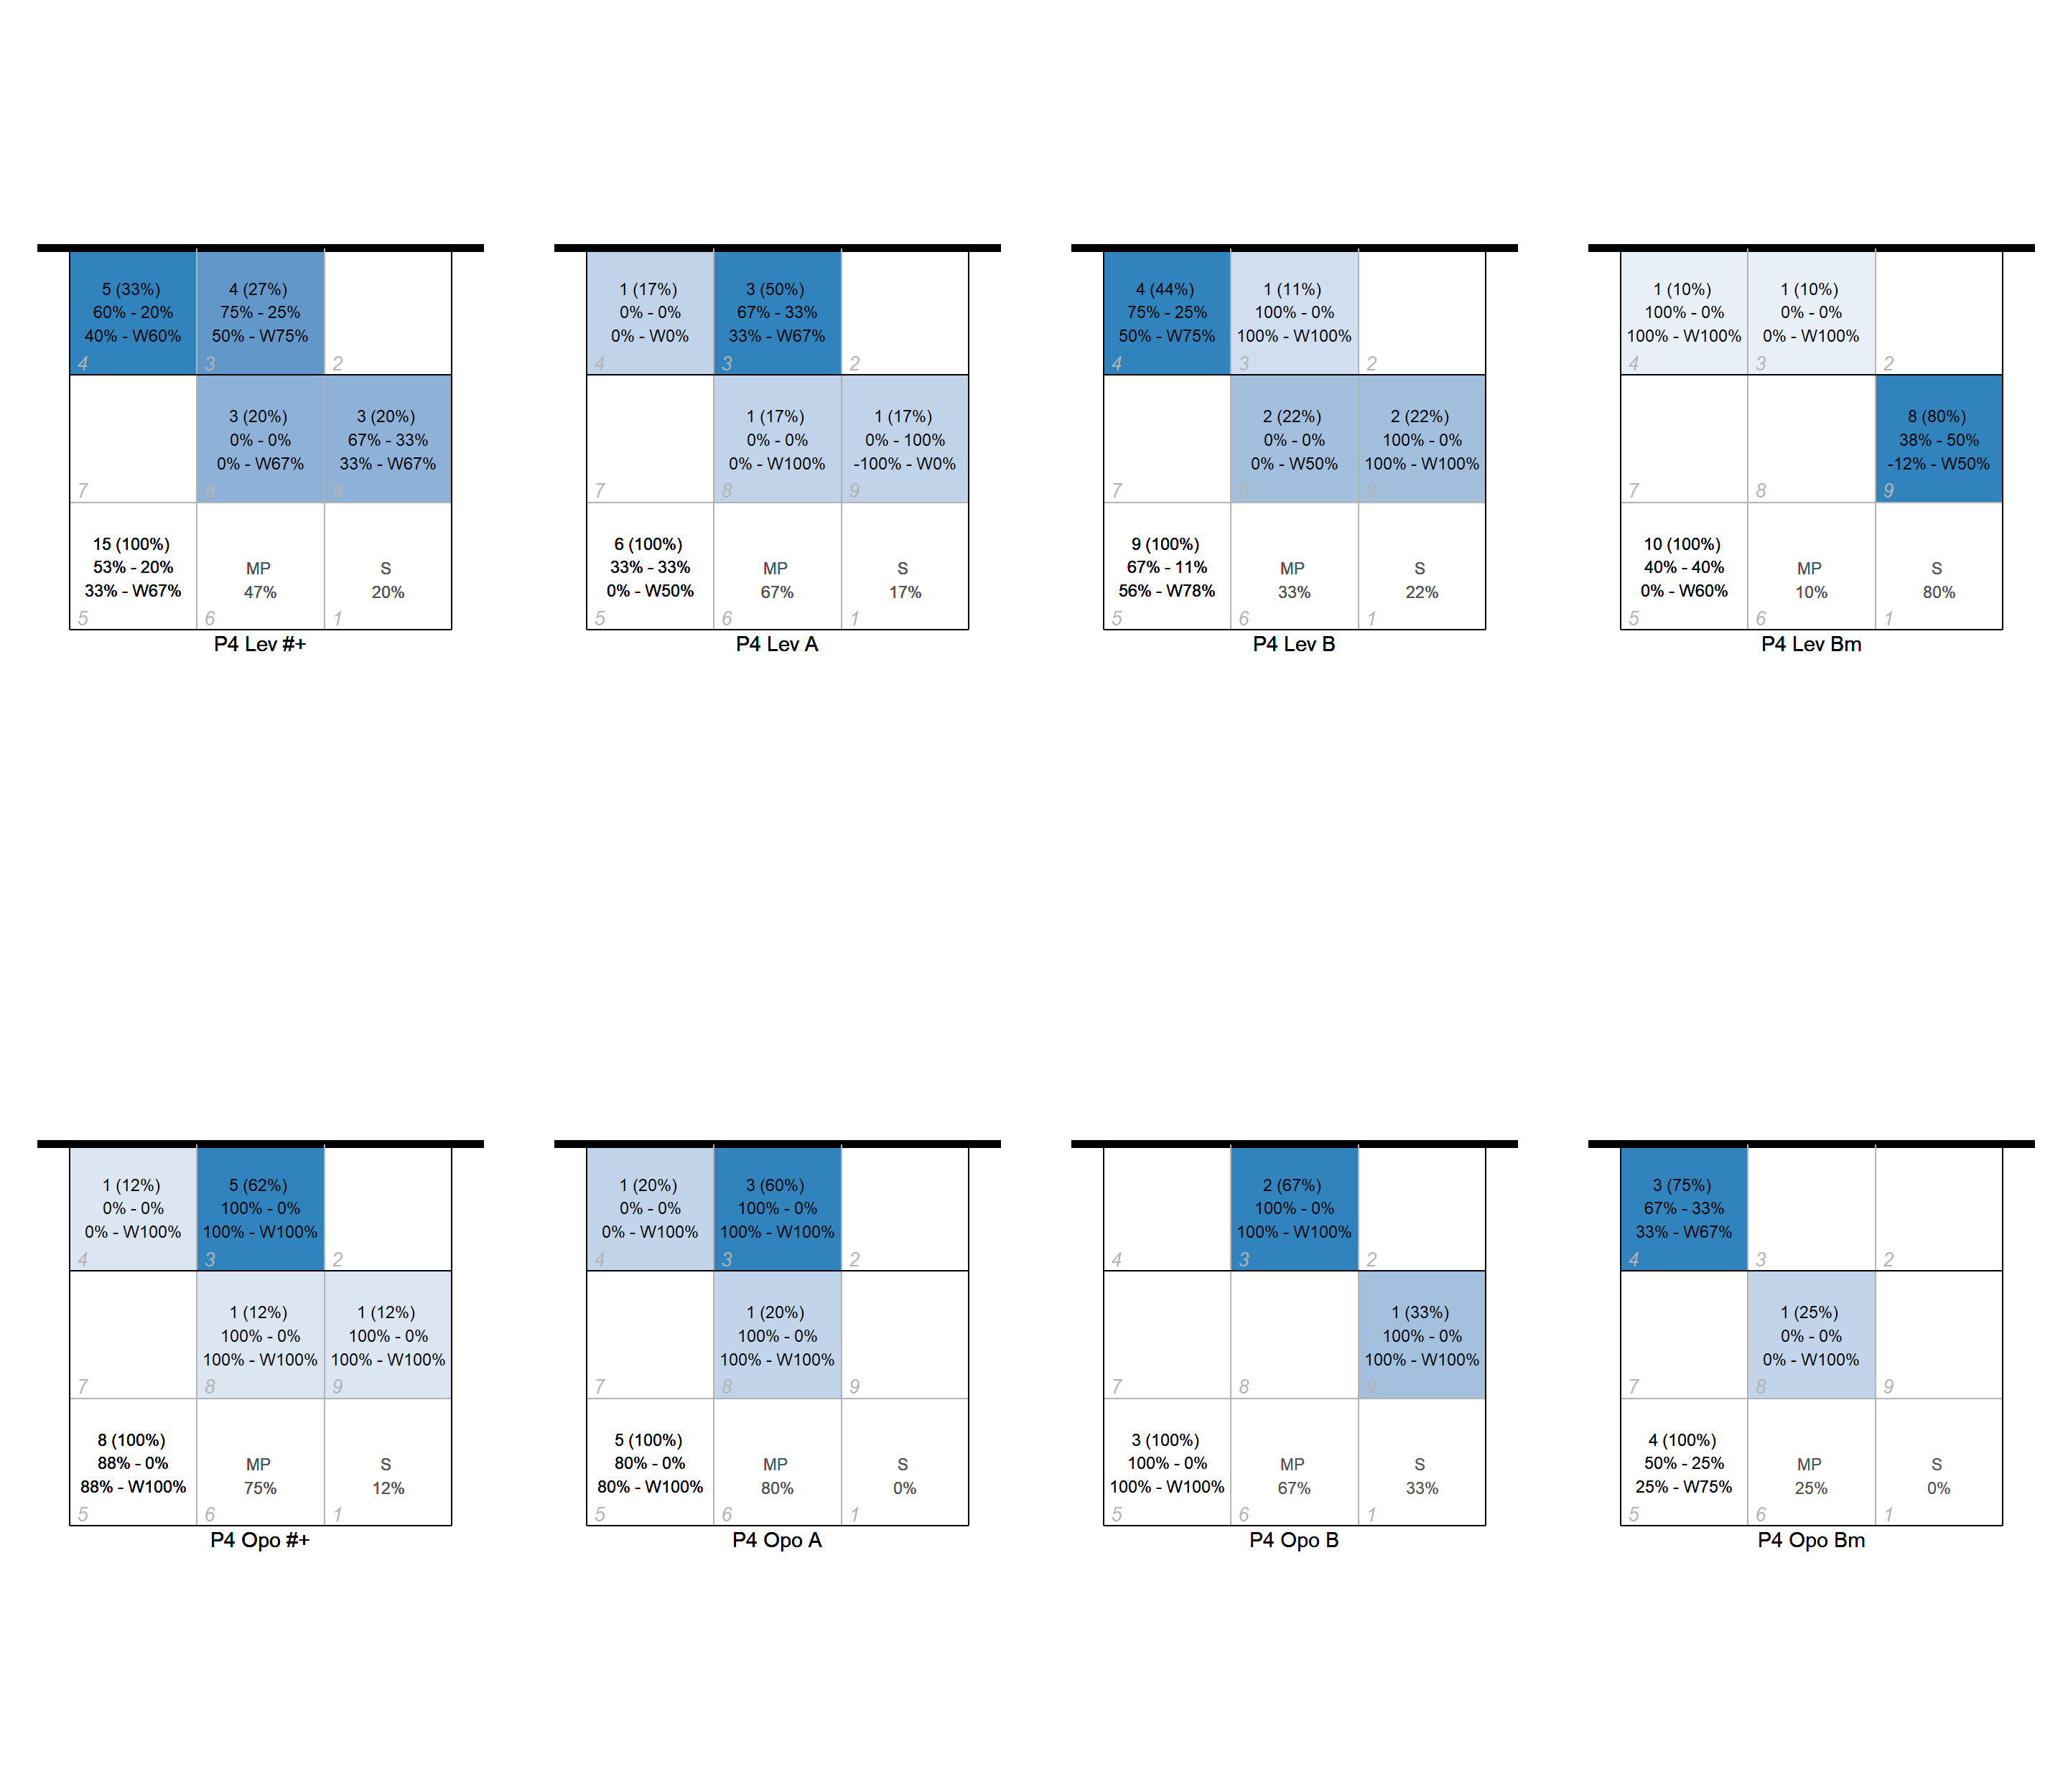 5 (33%)
60% - 20%
40% - W60%
4
4 (27%)
75% - 25%
50% - W75%
3
2
7
3 (20%)
0% - 0%
0% - W67%
8
3 (20%)
67% - 33%
33% - W67%
9
15 (100%)
53% - 20%
33% - W67%
5
MP
47%
6
S
20%
1
P4 Lev #+
1 (17%)
0% - 0%
0% - W0%
4
3 (50%)
67% - 33%
33% - W67%
3
2
7
1 (17%)
0% - 0%
0% - W100%
8
1 (17%)
0% - 100%
-100% - W0%
9
6 (100%)
33% - 33%
0% - W50%
5
MP
67%
6
S
17%
1
P4 Lev A
4 (44%)
75% - 25%
50% - W75%
4
1 (11%)
100% - 0%
100% - W100%
3
2
7
2 (22%)
0% - 0%
0% - W50%
8
2 (22%)
100% - 0%
100% - W100%
9
9 (100%)
67% - 11%
56% - W78%
5
MP
33%
6
S
22%
1
P4 Lev B
1 (10%)
100% - 0%
100% - W100%
4
1 (10%)
0% - 0%
0% - W100%
3
2
7
8
8 (80%)
38% - 50%
-12% - W50%
9
10 (100%)
40% - 40%
0% - W60%
5
MP
10%
6
S
80%
1
P4 Lev Bm
1 (12%)
0% - 0%
0% - W100%
4
5 (62%)
100% - 0%
100% - W100%
3
2
7
1 (12%)
100% - 0%
100% - W100%
8
1 (12%)
100% - 0%
100% - W100%
9
8 (100%)
88% - 0%
88% - W100%
5
MP
75%
6
S
12%
1
P4 Opo #+
1 (20%)
0% - 0%
0% - W100%
4
3 (60%)
100% - 0%
100% - W100%
3
2
7
1 (20%)
100% - 0%
100% - W100%
8
9
5 (100%)
80% - 0%
80% - W100%
5
MP
80%
6
S
0%
1
P4 Opo A
4
2 (67%)
100% - 0%
100% - W100%
3
2
7
8
1 (33%)
100% - 0%
100% - W100%
9
3 (100%)
100% - 0%
100% - W100%
5
MP
67%
6
S
33%
1
P4 Opo B
3 (75%)
67% - 33%
33% - W67%
4
3
2
7
1 (25%)
0% - 0%
0% - W100%
8
9
4 (100%)
50% - 25%
25% - W75%
5
MP
25%
6
S
0%
1
P4 Opo Bm